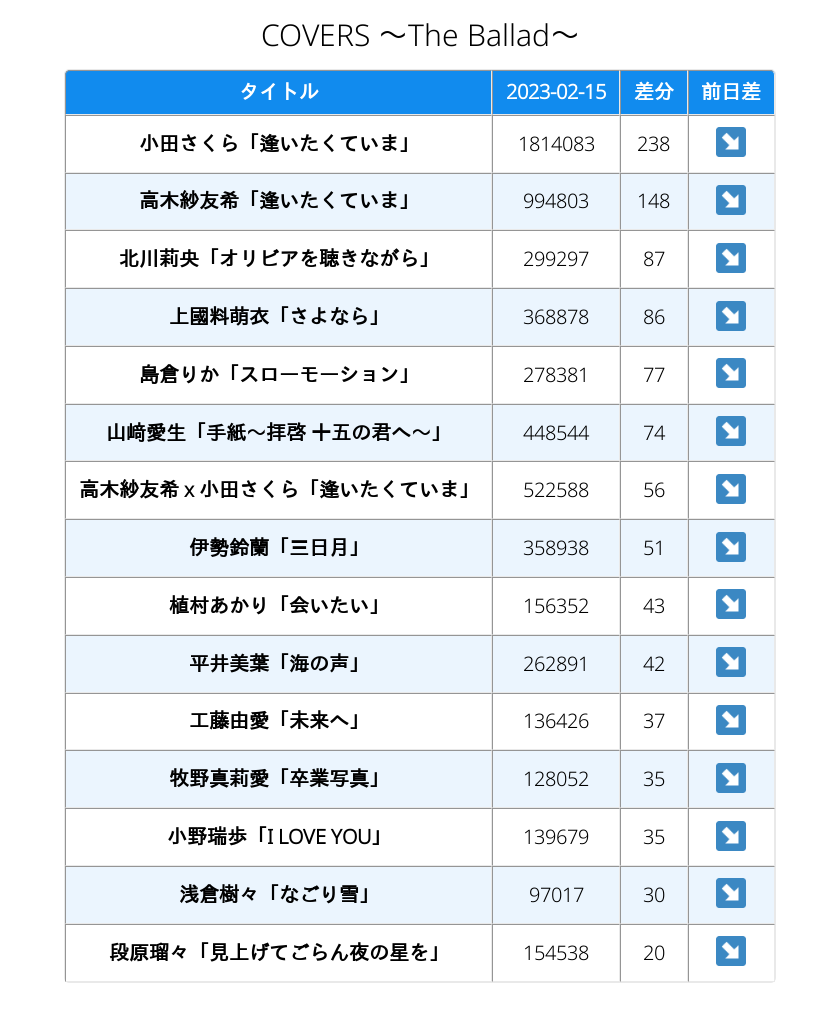 COVERS ～The Ballad～
タイトル 2023-02-15 差分 前日差
小田さくら「逢いたくていま」 1814083 238 ↘
高木紗友希「逢いたくていま」 994803 148 ↘
北川莉央「オリビアを聴きながら」 299297 87 ↘
上國料萌衣「さよなら」 368878 86 ↘
島倉りか「スローモーション」 278381 77 ↘
山﨑愛生「手紙～拝啓 十五の君へ～」 448544 74 ↘
高木紗友希 x 小田さくら「逢いたくていま」 522588 56 ↘
伊勢鈴蘭「三日月」 358938 51 ↘
植村あかり「会いたい」 156352 43 ↘
平井美葉「海の声」 262891 42 ↘
工藤由愛「未来へ」 136426 37 ↘
牧野真莉愛「卒業写真」 128052 35 ↘
小野瑞歩「I LOVE YOU」 139679 35 ↘
浅倉樹々「なごり雪」 97017 30 ↘
段原瑠々「見上げてごらん夜の星を」 154538 20 ↘